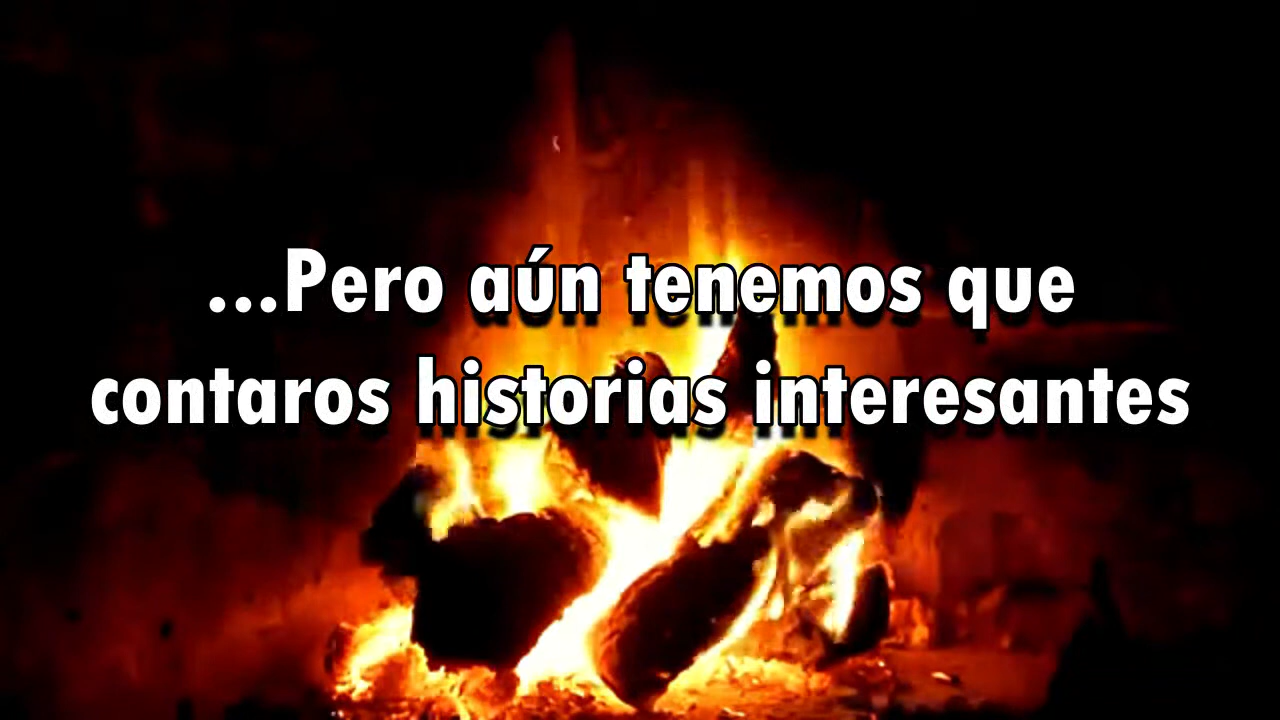 ...Pero aún tenemos que
contaros historias interesantes